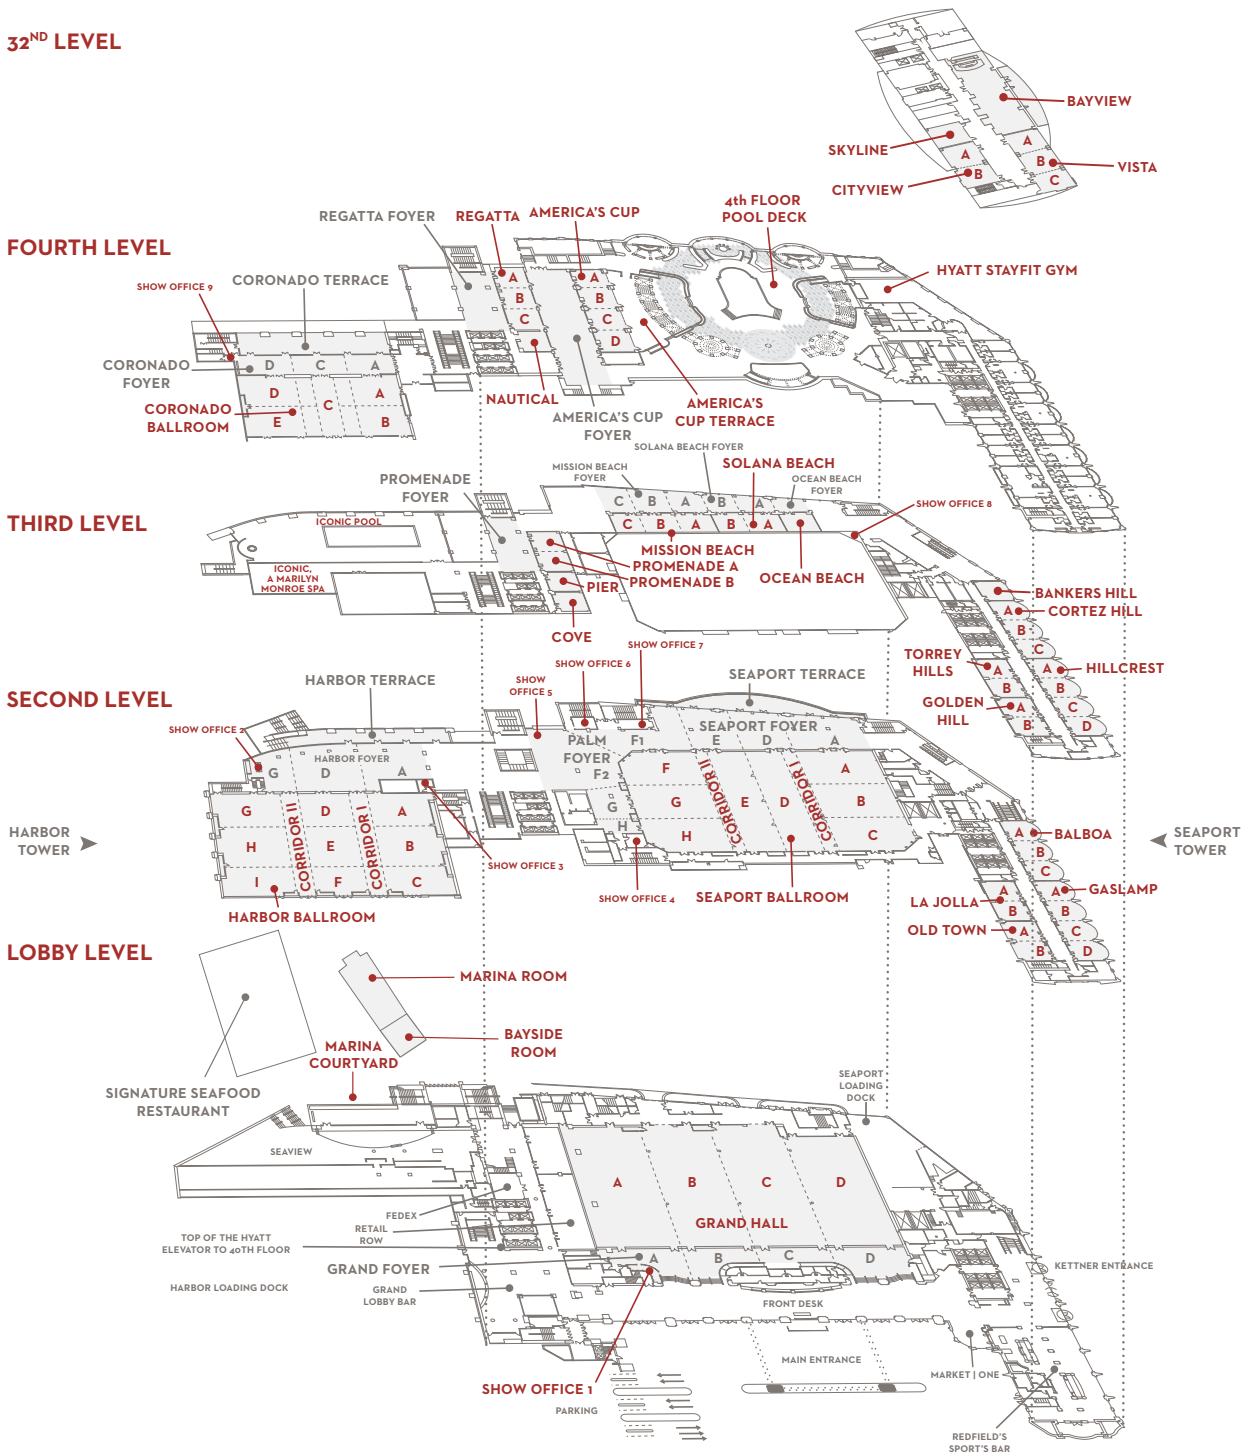 32ND LEVEL
BAYVIEW
SKYLINE
A
B
CITYVIEW
A
B
C
VISTA
FOURTH LEVEL
REGATTA FOYER
REGATTA
AMERICA'S CUP
4th FLOOR
POOL DECK
HYATT STAYFIT GYM
SHOW OFFICE 9
CORONADO TERRACE
A
B
C
A
B
C
D
CORONADO
FOYER
D
C
A
D
C
A
E
B
CORONADO
BALLROOM
NAUTICAL
AMERICA'S CUP
FOYER
AMERICA'S
CUP TERRACE
THIRD LEVEL
PROMENADE
FOYER
MISSION BEACH
FOYER
SOLANA BEACH FOYER
SOLANA BEACH
OCEAN BEACH
FOYER
SHOW OFFICE 8
C
B
A
B
A
C
B
A
B
A
ICONIC POOL
ICONIC,
A MARILYN
MONROE SPA
MISSION BEACH
PROMENADE A
PROMENADE B
PIER
COVE
OCEAN BEACH
BANKERS HILL
A
CORTEZ HILL
B
C
TORREY
HILLS
A
B
A
HILLCREST
B
GOLDEN
HILL
A
B
C
D
SECOND LEVEL
HARBOR TERRACE
SHOW
OFFICE 5
SHOW OFFICE 6
SHOW OFFICE 7
SEAPORT TERRACE
SHOW OFFICE 2
HARBOR FOYER
G
D
A
PALM
FOYER
F1
F2
G
H
SEAPORT FOYER
E
D
A
HARBOR
TOWER
G
D
A
H
E
B
I
F
C
CORRIDOR II
CORRIDOR I
SHOW OFFICE 3
HARBOR BALLROOM
F
G
H
CORRIDOR II
E
D
CORRIDOR I
A
B
C
SHOW OFFICE 4
SEAPORT BALLROOM
SEAPORT
TOWER
A
BALBOA
B
C
LA JOLLA
A
B
A
GASLAMP
B
OLD TOWN
A
B
C
D
LOBBY LEVEL
MARINA ROOM
BAYSIDE
ROOM
MARINA
COURTYARD
SIGNATURE SEAFOOD
RESTAURANT
SEAPORT
LOADING
DOCK
SEAVIEW
A
B
C
D
GRAND HALL
FEDEX
RETAIL
ROW
TOP OF THE HYATT
ELEVATOR TO 40TH FLOOR
GRAND FOYER
A
B
C
D
HARBOR LOADING DOCK
GRAND
LOBBY BAR
KETTNER ENTRANCE
FRONT DESK
MAIN ENTRANCE
SHOW OFFICE 1
PARKING
MARKET | ONE
REDFIELD'S
SPORT'S BAR